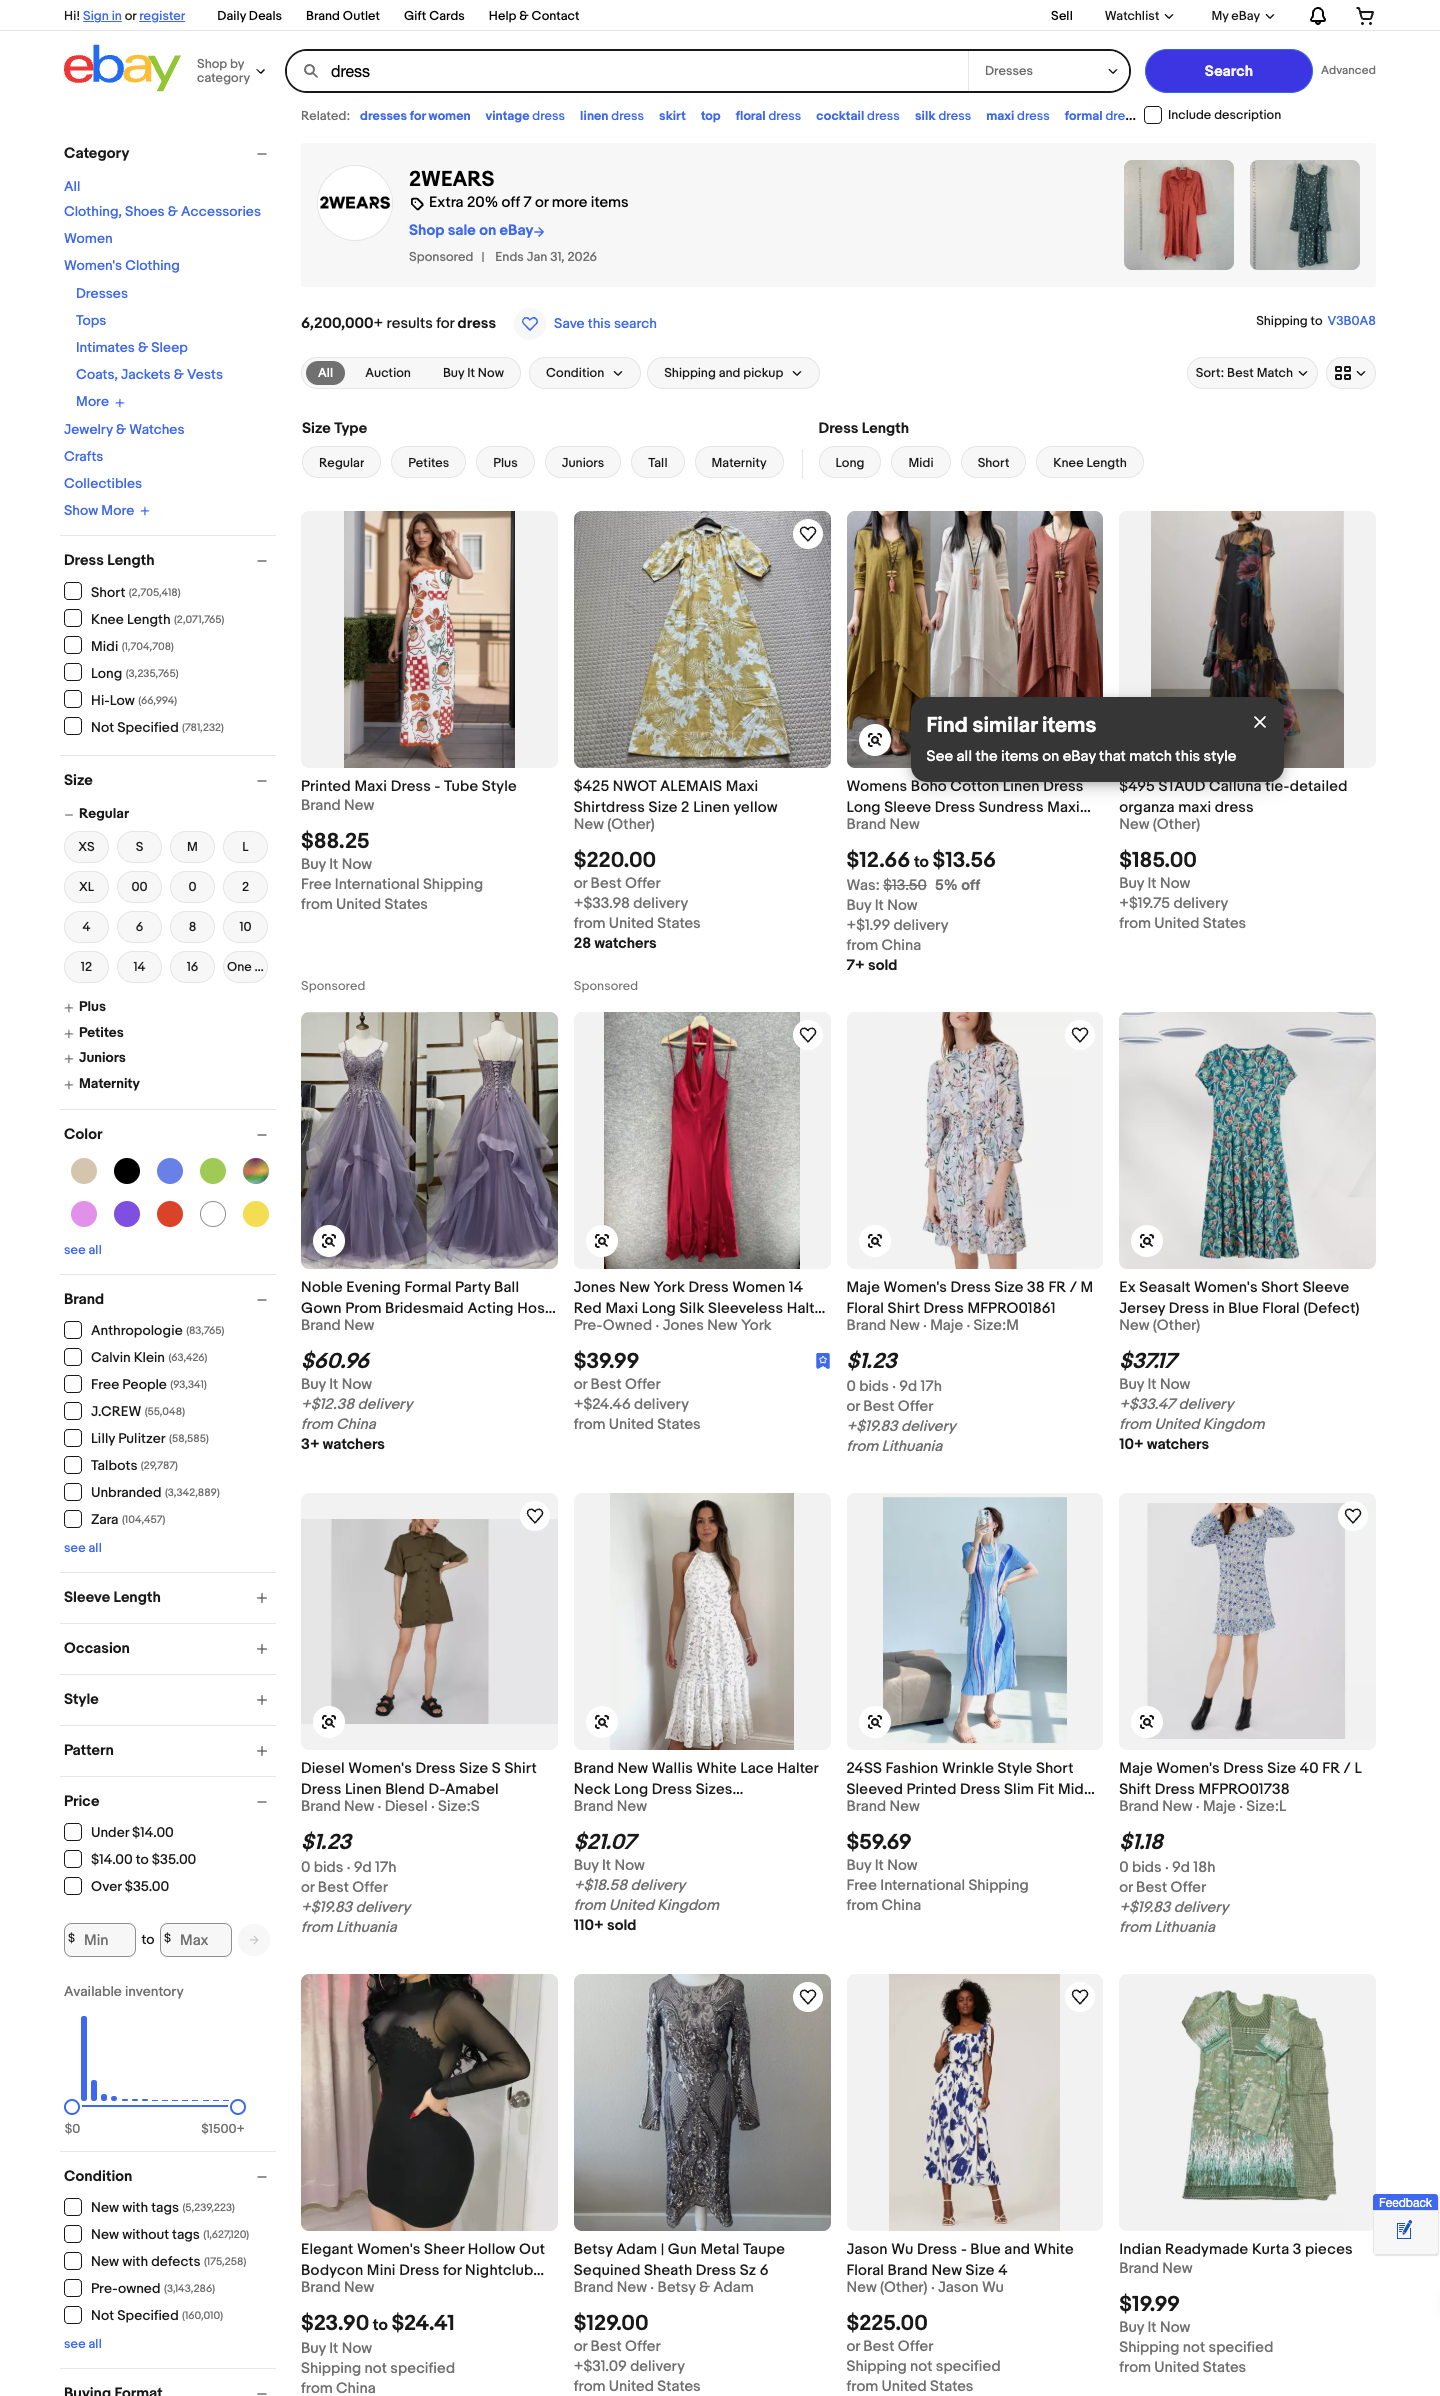 Hi! Sign in or register
Daily Deals
Brand Outlet
Gift Cards
Help & Contact
Sell
Watchlist
My eBay
ebay
Shop by
category
dress
Dresses
Search
Advanced
Related: dresses for women vintage dress linen dress skirt top floral dress cocktail dress silk dress maxi dress formal dre...
Include description
Category
All
Clothing, Shoes & Accessories
Women
Women's Clothing
Dresses
Tops
Intimates & Sleep
Coats, Jackets & Vests
More
Jewelry & Watches
Crafts
Collectibles
Show More
Dress Length
Short (2,705,418)
Knee Length (2,071,765)
Midi (1,704,708)
Long (3,235,765)
Hi-Low (66,994)
Not Specified (781,232)
Size
Regular
XS S M L
XL 00 0 2
4 6 8 10
12 14 16 One ...
Plus
Petites
Juniors
Maternity
Color
see all
Brand
Anthropologie (83,765)
Calvin Klein (63,426)
Free People (93,341)
J.CREW (55,048)
Lilly Pulitzer (58,585)
Talbots (29,787)
Unbranded (3,342,889)
Zara (104,457)
see all
Sleeve Length
Occasion
Style
Pattern
Price
Under $14.00
$14.00 to $35.00
Over $35.00
$ Min to $ Max
Available inventory
$0 $1500+
Condition
New with tags (5,239,223)
New without tags (1,627,120)
New with defects (175,258)
Pre-owned (3,143,286)
Not Specified (160,010)
see all
Buying Format
2WEARS
2WEARS
Extra 20% off 7 or more items
Shop sale on eBay
Sponsored | Ends Jan 31, 2026
6,200,000+ results for dress
Save this search
Shipping to V3B0A8
All
Auction
Buy It Now
Condition
Shipping and pickup
Sort: Best Match
Size Type
Regular Petites Plus Juniors Tall Maternity
Dress Length
Long Midi Short Knee Length
Printed Maxi Dress - Tube Style
Brand New
$88.25
Buy It Now
Free International Shipping
from United States
Sponsored
$425 NWOT ALEMAIS Maxi
Shirtdress Size 2 Linen yellow
New (Other)
$220.00
or Best Offer
+$33.98 delivery
from United States
28 watchers
Sponsored
Find similar items
See all the items on eBay that match this style
Womens Boho Cotton Linen Dress
Long Sleeve Dress Sundress Maxi...
Brand New
$12.66 to $13.56
Was: $13.50 5% off
Buy It Now
+$1.99 delivery
from China
7+ sold
$495 STAUD Calluna tie-detailed
organza maxi dress
New (Other)
$185.00
Buy It Now
+$19.75 delivery
from United States
Noble Evening Formal Party Ball
Gown Prom Bridesmaid Acting Hos...
Brand New
$60.96
Buy It Now
+$12.38 delivery
from China
3+ watchers
Jones New York Dress Women 14
Red Maxi Long Silk Sleeveless Halt...
Pre-Owned · Jones New York
$39.99
or Best Offer
+$24.46 delivery
from United States
Maje Women's Dress Size 38 FR / M
Floral Shirt Dress MFPRO01861
Brand New · Maje · Size:M
$1.23
0 bids · 9d 17h
or Best Offer
+$19.83 delivery
from Lithuania
Ex Seasalt Women's Short Sleeve
Jersey Dress in Blue Floral (Defect)
New (Other)
$37.17
Buy It Now
+$33.47 delivery
from United Kingdom
10+ watchers
Diesel Women's Dress Size S Shirt
Dress Linen Blend D-Amabel
Brand New · Diesel · Size:S
$1.23
0 bids · 9d 17h
or Best Offer
+$19.83 delivery
from Lithuania
Brand New Wallis White Lace Halter
Neck Long Dress Sizes...
Brand New
$21.07
Buy It Now
+$18.58 delivery
from United Kingdom
110+ sold
24SS Fashion Wrinkle Style Short
Sleeved Printed Dress Slim Fit Mid...
Brand New
$59.69
Buy It Now
Free International Shipping
from China
Maje Women's Dress Size 40 FR / L
Shift Dress MFPRO01738
Brand New · Maje · Size:L
$1.18
0 bids · 9d 18h
or Best Offer
+$19.83 delivery
from Lithuania
Elegant Women's Sheer Hollow Out
Bodycon Mini Dress for Nightclub...
Brand New
$23.90 to $24.41
Buy It Now
Shipping not specified
from China
Betsy Adam | Gun Metal Taupe
Sequined Sheath Dress Sz 6
Brand New · Betsy & Adam
$129.00
or Best Offer
+$31.09 delivery
from United States
Jason Wu Dress - Blue and White
Floral Brand New Size 4
New (Other) · Jason Wu
$225.00
or Best Offer
Shipping not specified
from United States
Indian Readymade Kurta 3 pieces
Brand New
$19.99
Buy It Now
Shipping not specified
from United States
Feedback